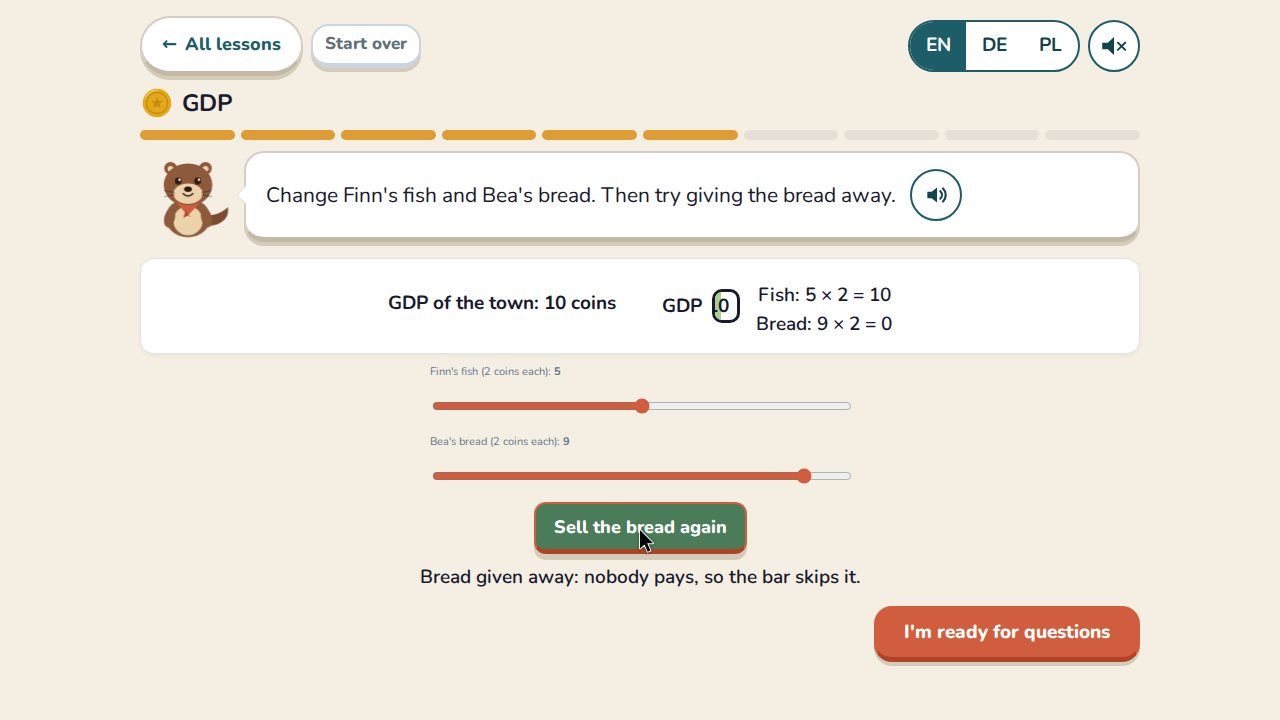 ← All lessons
Start over
EN DE PL
GDP
Change Finn's fish and Bea's bread. Then try giving the bread away.
GDP of the town: 10 coins
GDP
Fish: 5 × 2 = 10
Bread: 9 × 2 = 0
Finn's fish (2 coins each): 5
Bea's bread (2 coins each): 9
Sell the bread again
Bread given away: nobody pays, so the bar skips it.
I'm ready for questions